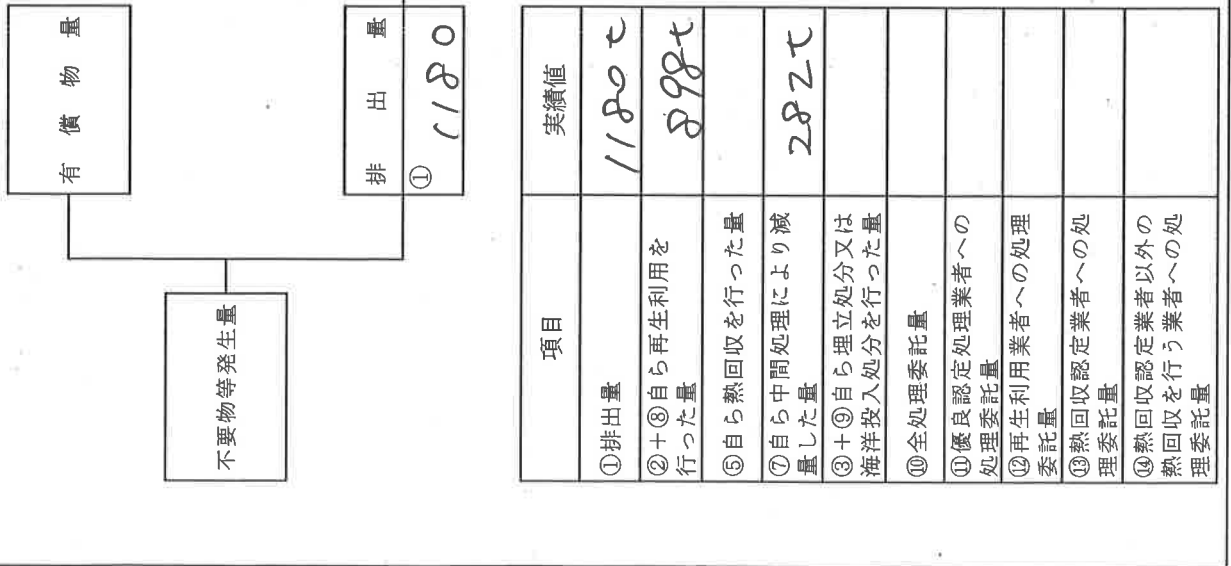 有償物量
不要物等発生量
排出量
① 1180
項目 実績値
①排出量 1180t
②+⑧自ら再生利用を
行った量 898t
⑤自ら熱回収を行った量
⑦自ら中間処理により減
量した量 282t
③+⑨自ら埋立処分又は
海洋投入処分を行った量
⑩全処理委託量
⑪優良認定処理業者への
処理委託量
⑫再生利用業者への処理
委託量
⑬熱回収認定業者への処
理委託量
⑭熱回収認定業者以外の
熱回収を行う業者への処
理委託量